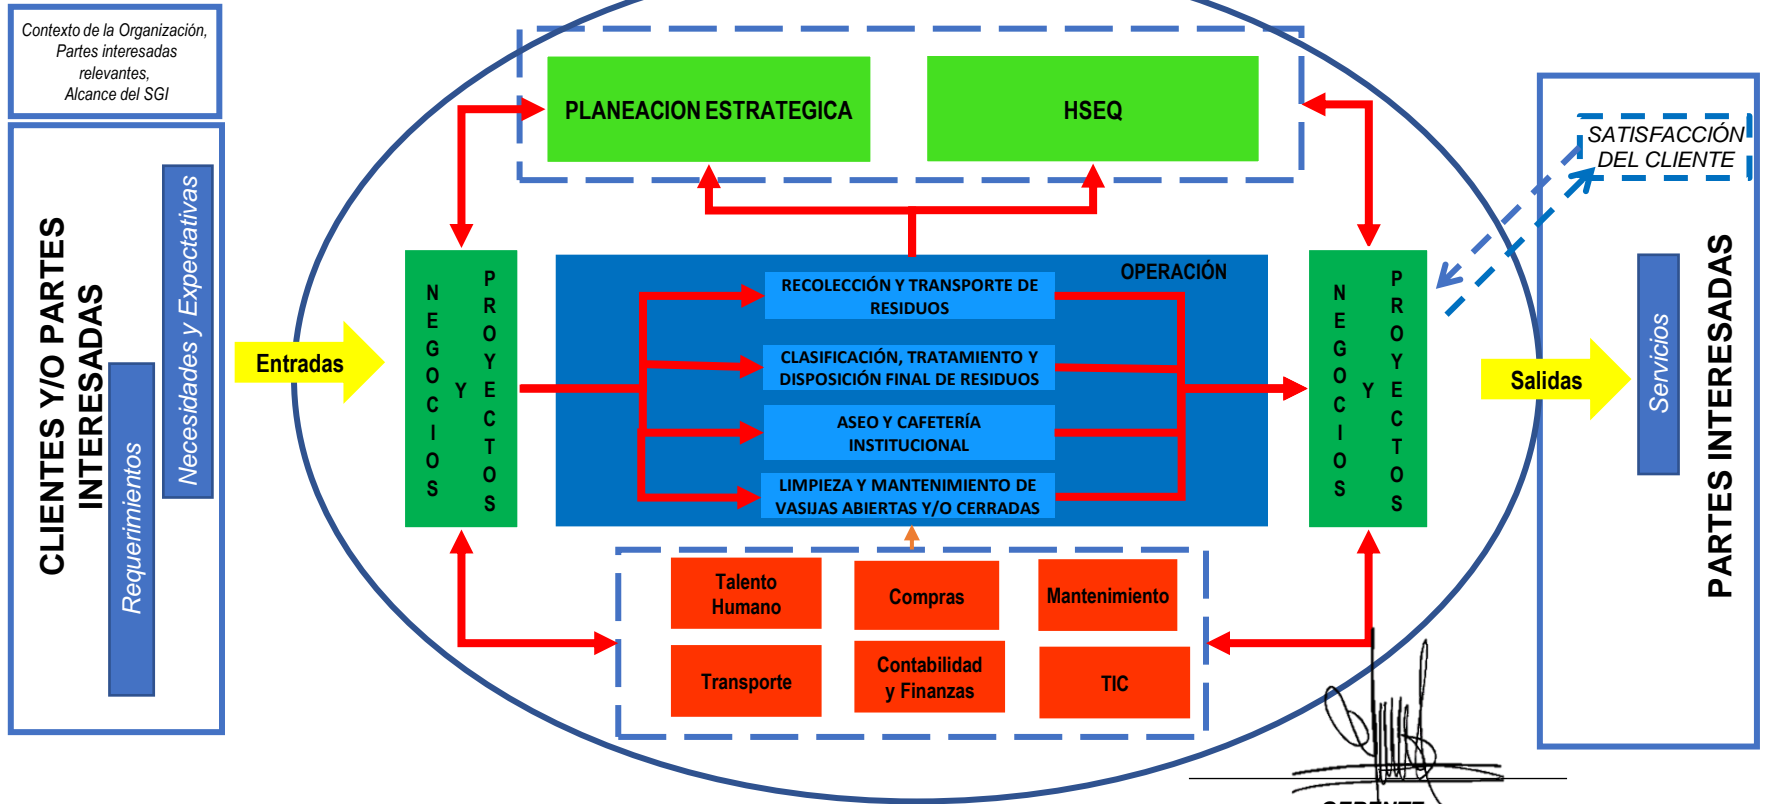 Contexto de la Organización,
Partes interesadas
relevantes,
Alcance del SGI
CLIENTES Y/O PARTES
INTERESADAS
Requerimientos
Necesidades y Expectativas
Entradas
NEGOCIOS
Y
PROYECTOS
PLANEACION ESTRATEGICA
HSEQ
OPERACIÓN
RECOLECCIÓN Y TRANSPORTE DE
RESIDUOS
CLASIFICACIÓN, TRATAMIENTO Y
DISPOSICIÓN FINAL DE RESIDUOS
ASEO Y CAFETERÍA
INSTITUCIONAL
LIMPIEZA Y MANTENIMIENTO DE
VASIJAS ABIERTAS Y/O CERRADAS
Talento
Humano
Compras
Mantenimiento
Transporte
Contabilidad
y Finanzas
TIC
NEGOCIOS
Y
PROYECTOS
Salidas
SATISFACCIÓN
DEL CLIENTE
Servicios
PARTES INTERESADAS
GERENTE